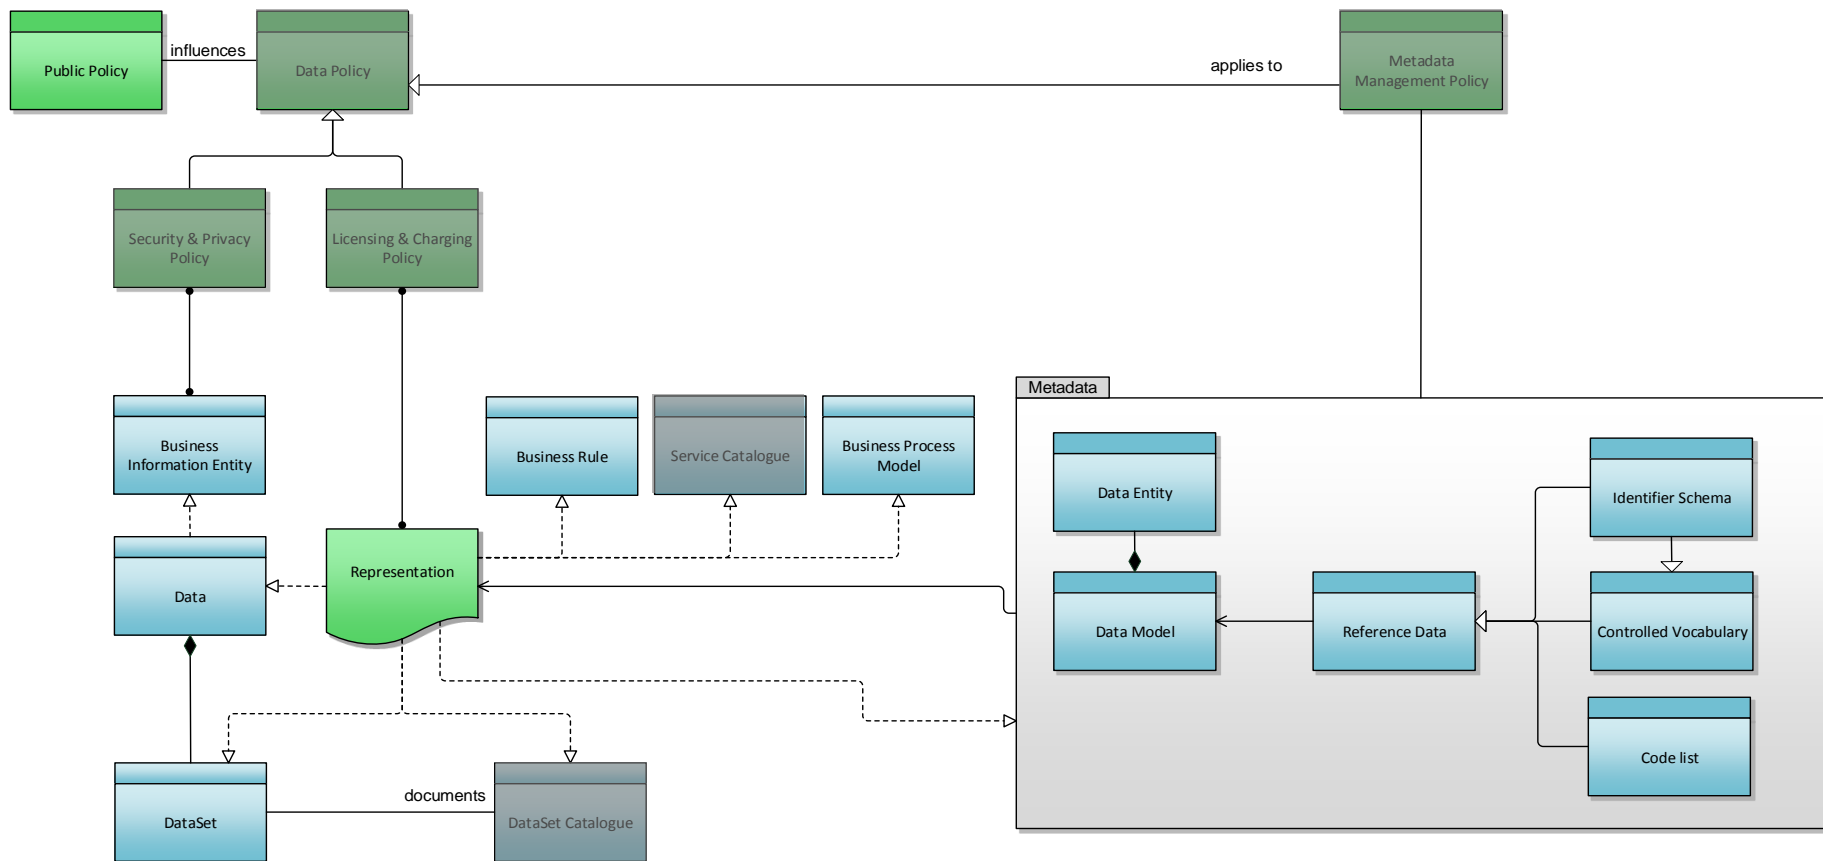 Public Policy
influences
Data Policy
applies to
Metadata
Management Policy
Security & Privacy
Policy
Licensing & Charging
Policy
Metadata
Business
Information Entity
Business Rule
Service Catalogue
Business Process
Model
Data Entity
Identifier Schema
Data
Representation
Data Model
Reference Data
Controlled Vocabulary
Code list
documents
DataSet
DataSet Catalogue